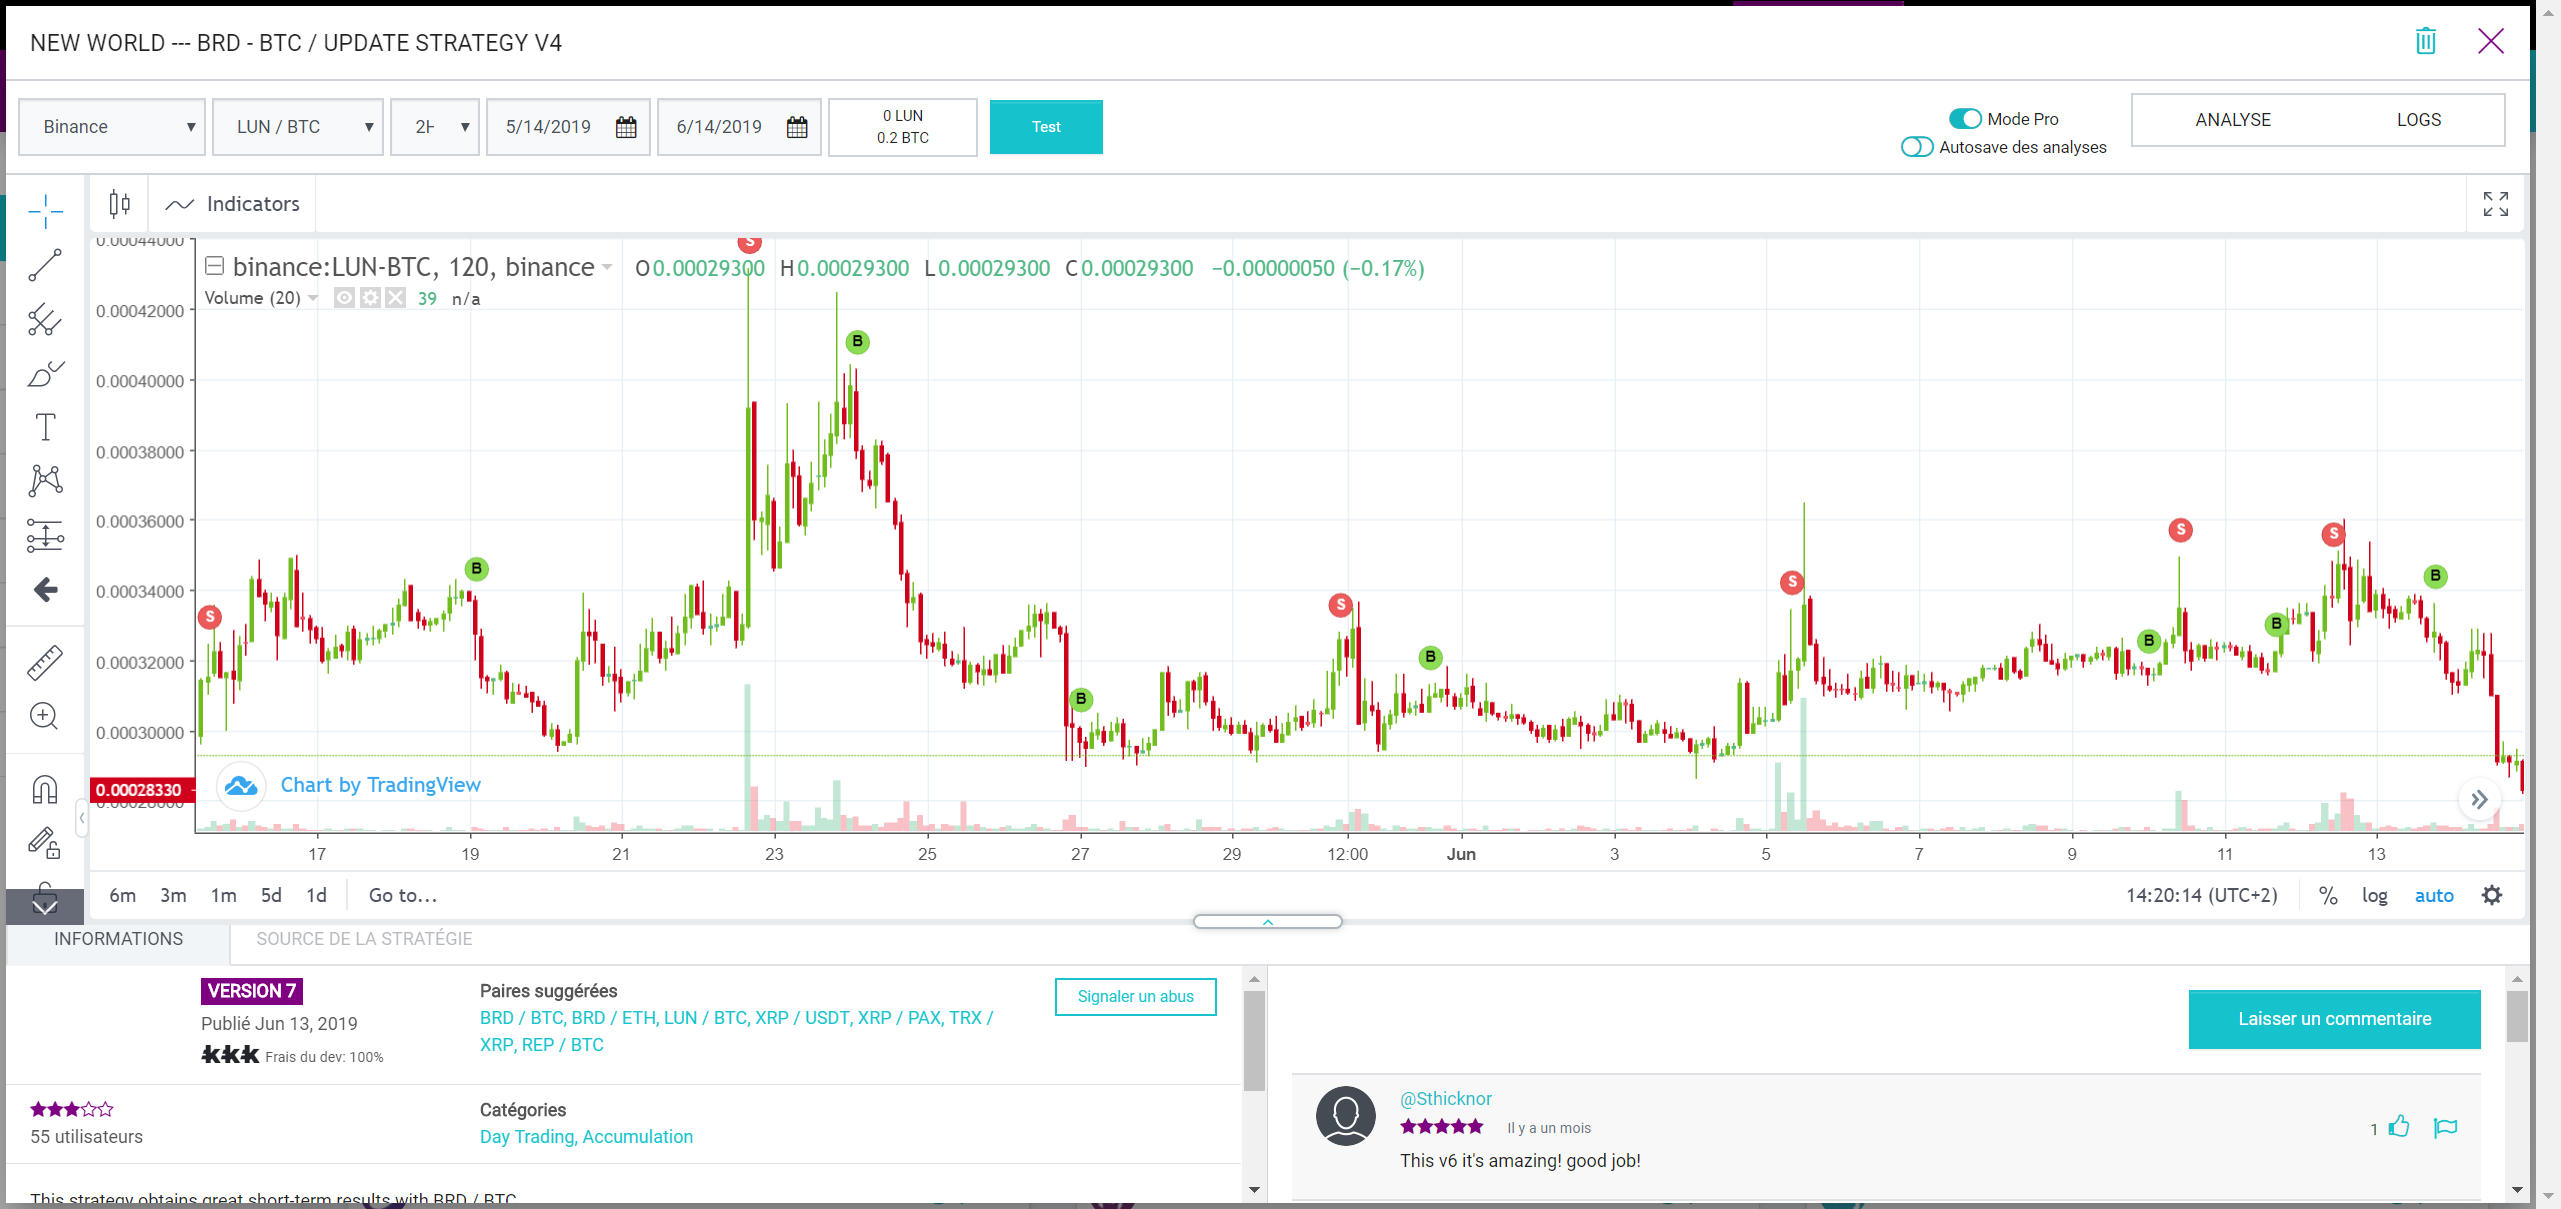 NEW WORLD --- BRD - BTC / UPDATE STRATEGY V4
Binance
LUN / BTC
5/14/2019
6/14/2019
0 LUN
0.2 BTC
Test
Mode Pro
Autosave des analyses
ANALYSE
LOGS
Indicators
binance:LUN-BTC, 120, binance
O0.00029300 H0.00029300 L0.00029300 C0.00029300 −0.00000050 (−0.17%)
Volume (20)
39 n/a
0.00044000
0.00042000
0.00040000
0.00038000
0.00036000
0.00034000
0.00032000
0.00030000
0.00028330
0.00028000
S
B
S
B
B
S
B
S
B
S
B
S
B
Chart by TradingView
17
19
21
23
25
27
29
12:00
Jun
3
5
7
9
11
13
6m 3m 1m 5d 1d Go to...
14:20:14 (UTC+2)
% log auto
INFORMATIONS
SOURCE DE LA STRATÉGIE
VERSION 7
Publié Jun 13, 2019
Frais du dev: 100%
Paires suggérées
BRD / BTC, BRD / ETH, LUN / BTC, XRP / USDT, XRP / PAX, TRX /
XRP, REP / BTC
Signaler un abus
55 utilisateurs
Catégories
Day Trading, Accumulation
This strategy obtains great short-term results with BRD / BTC
Laisser un commentaire
@Sthicknor
Il y a un mois
1
This v6 it's amazing! good job!